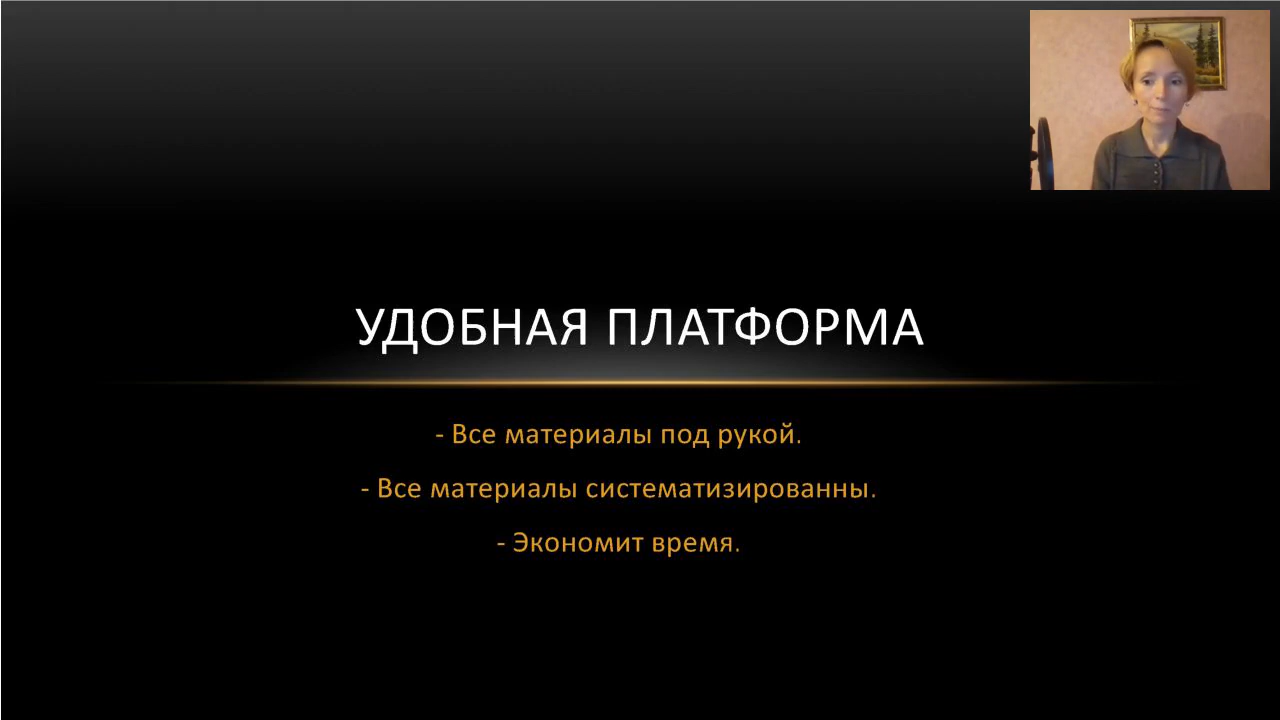 УДОБНАЯ ПЛАТФОРМА
- Все материалы под рукой.
- Все материалы систематизированны.
- Экономит время.